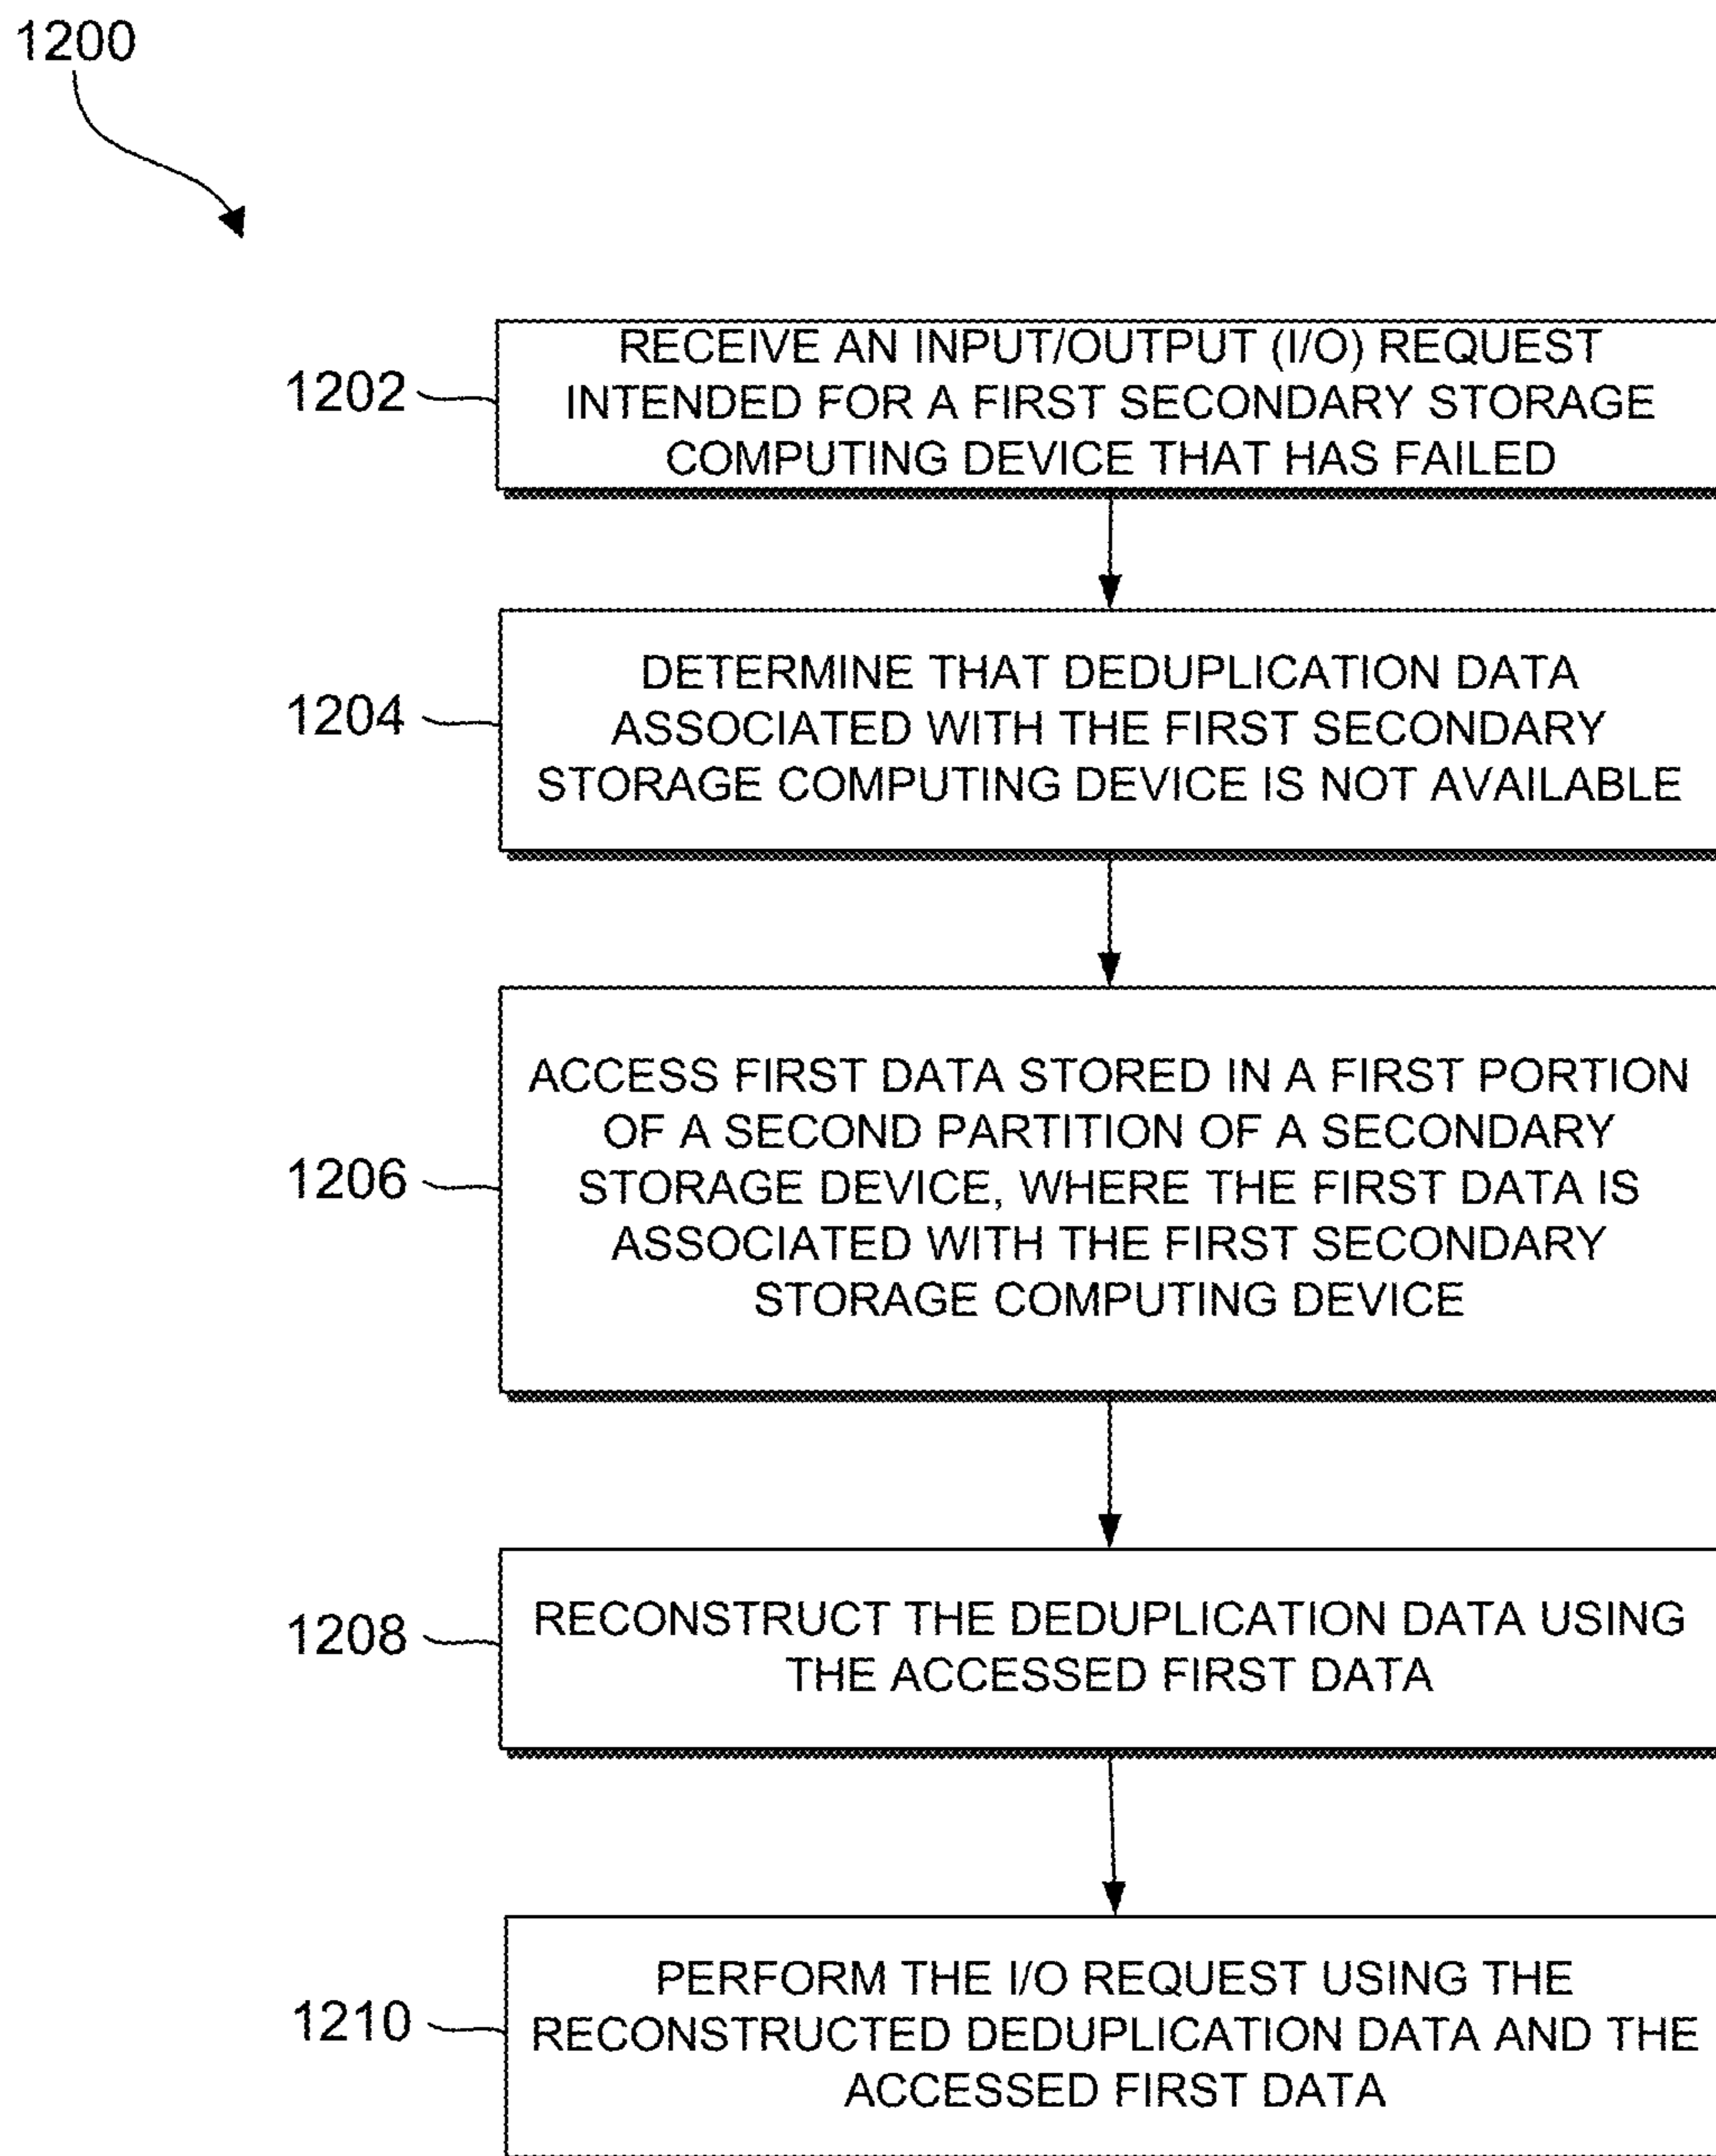 1200
1202
RECEIVE AN INPUT/OUTPUT (I/O) REQUEST
INTENDED FOR A FIRST SECONDARY STORAGE
COMPUTING DEVICE THAT HAS FAILED
1204
DETERMINE THAT DEDUPLICATION DATA
ASSOCIATED WITH THE FIRST SECONDARY
STORAGE COMPUTING DEVICE IS NOT AVAILABLE
1206
ACCESS FIRST DATA STORED IN A FIRST PORTION
OF A SECOND PARTITION OF A SECONDARY
STORAGE DEVICE, WHERE THE FIRST DATA IS
ASSOCIATED WITH THE FIRST SECONDARY
STORAGE COMPUTING DEVICE
1208
RECONSTRUCT THE DEDUPLICATION DATA USING
THE ACCESSED FIRST DATA
1210
PERFORM THE I/O REQUEST USING THE
RECONSTRUCTED DEDUPLICATION DATA AND THE
ACCESSED FIRST DATA